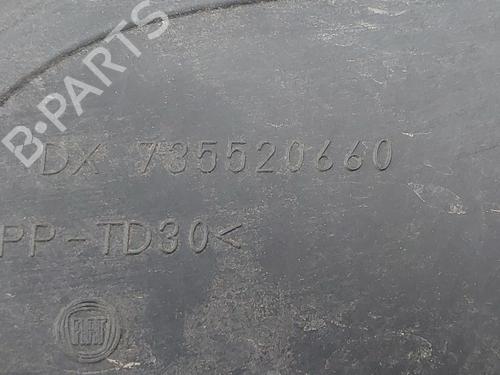 B-PARTS
DX 735520660
PP-TD30<
FIAT